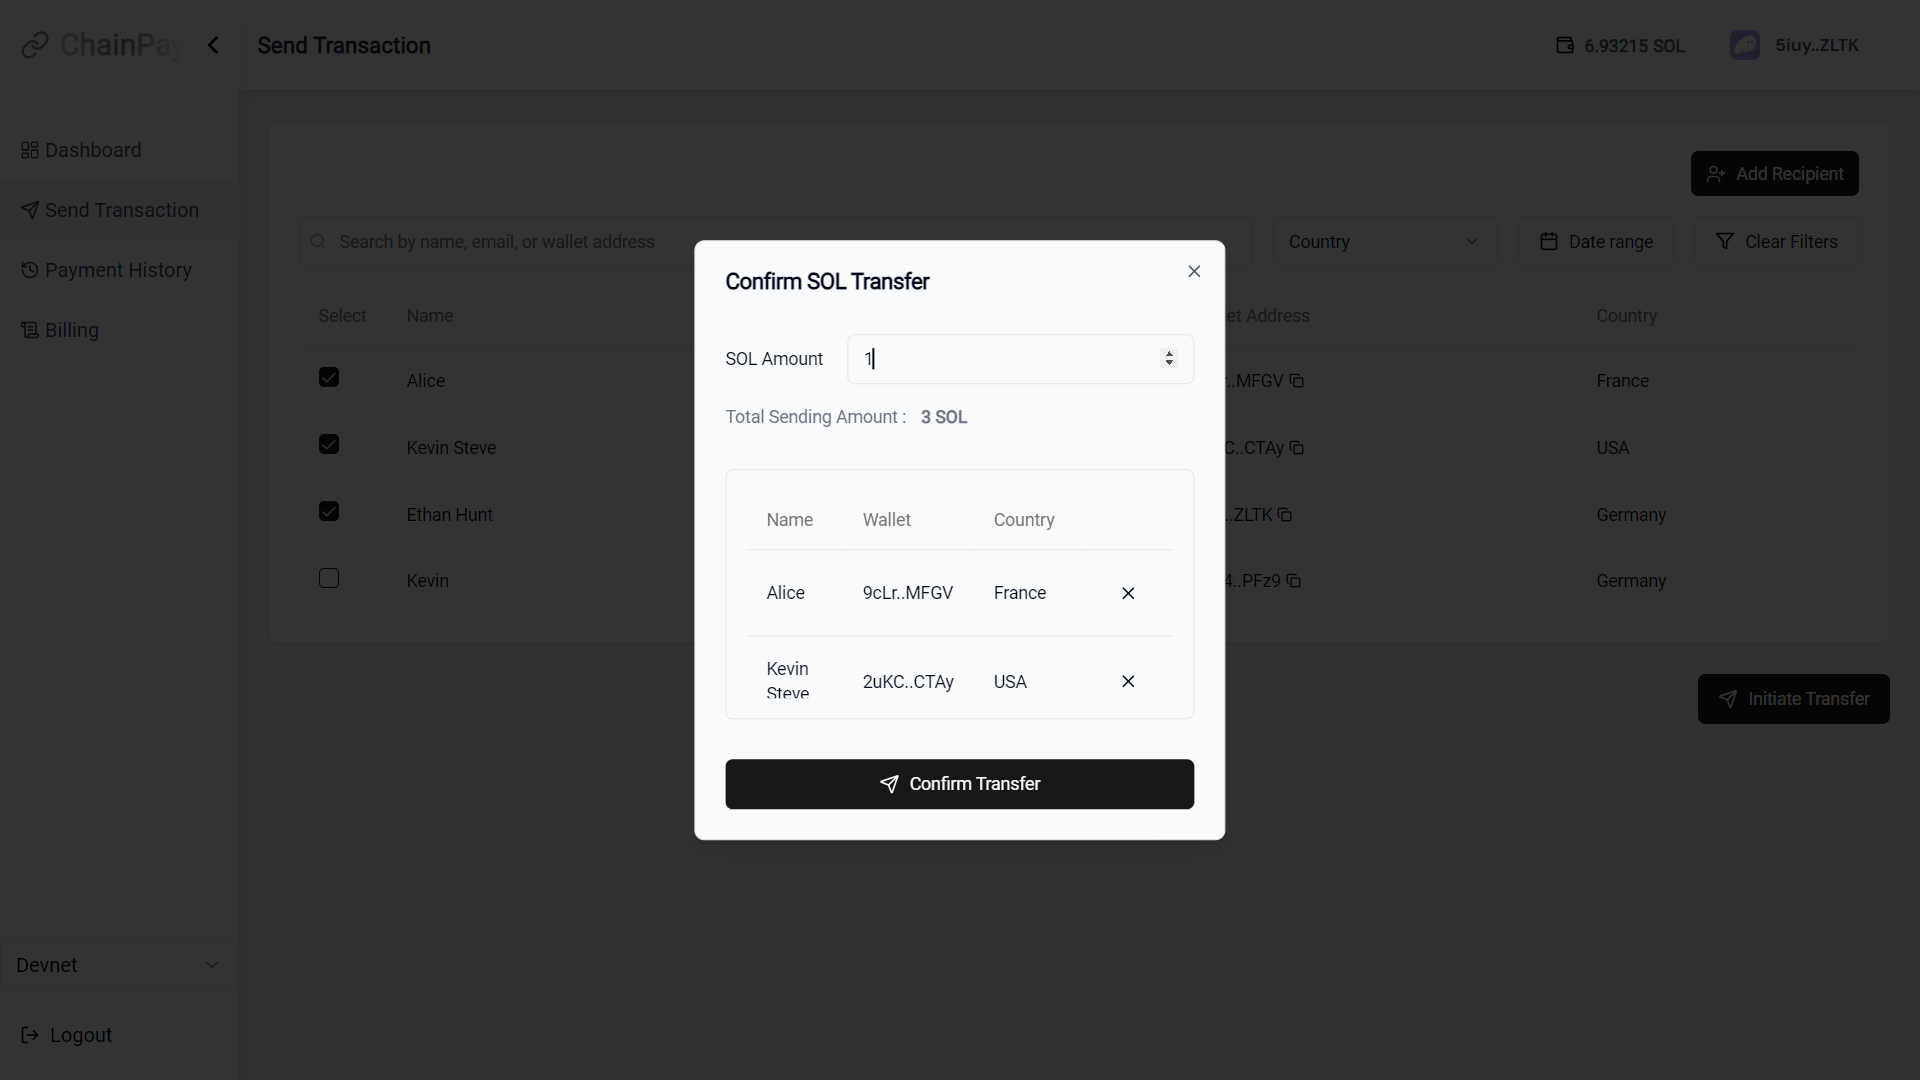 ChainPay
Send Transaction
6.93215 SOL
5iuy..ZLTK
Dashboard
Send Transaction
Payment History
Billing
Devnet
Logout
Add Recipient
Search by name, email, or wallet address
Country
Date range
Clear Filters
Select Name et Address Country
Alice ..MFGV France
Kevin Steve C..CTAy USA
Ethan Hunt ..ZLTK Germany
Kevin 4..PFz9 Germany
Initiate Transfer
Confirm SOL Transfer
SOL Amount 1
Total Sending Amount : 3 SOL
Name Wallet Country
Alice 9cLr..MFGV France
Kevin
Steve
2uKC..CTAy USA
Confirm Transfer